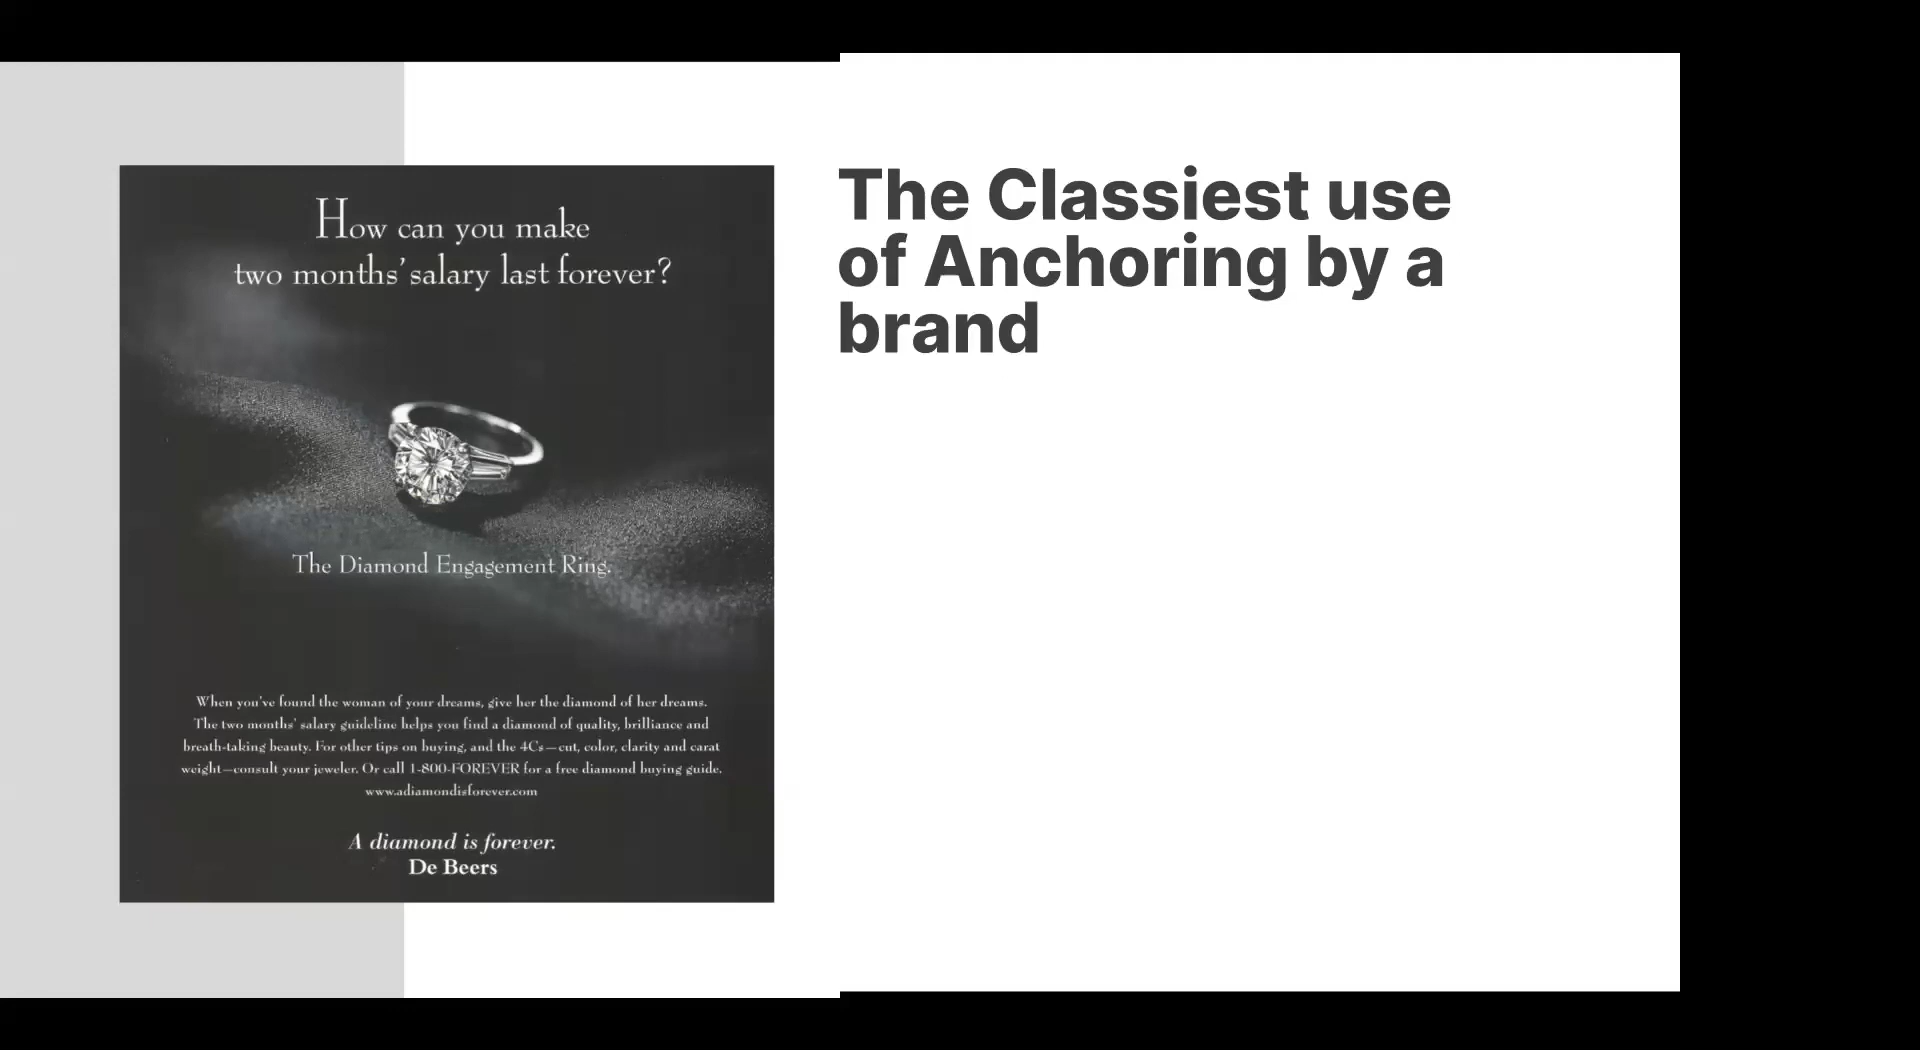 How can you make
two months' salary last forever?
The Diamond Engagement Ring.
When you've found the woman of your dreams, give her the diamond of her dreams.
The two months' salary guideline helps you find a diamond of quality, brilliance and
breath-taking beauty. For other tips on buying, and the 4Cs—cut, color, clarity and carat
weight—consult your jeweler. Or call 1-800-FOREVER for a free diamond buying guide.
www.adiamondisforever.com
A diamond is forever.
De Beers
The Classiest use
of Anchoring by a
brand